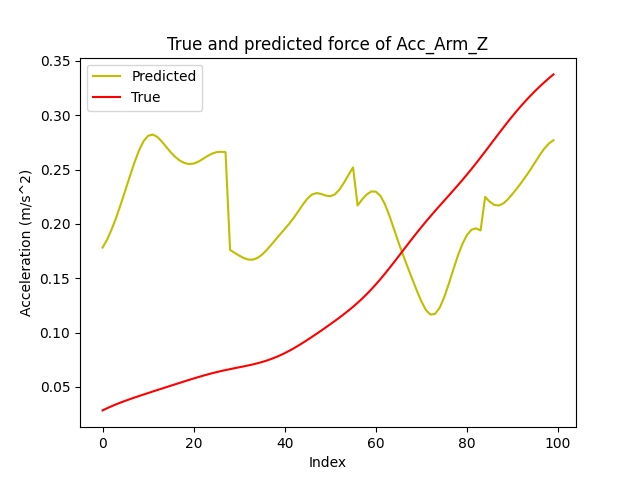 True and predicted force of Acc_Arm_Z
Predicted
True
Acceleration (m/s^2)
0.35
0.30
0.25
0.20
0.15
0.10
0.05
0 20 40 60 80 100
Index